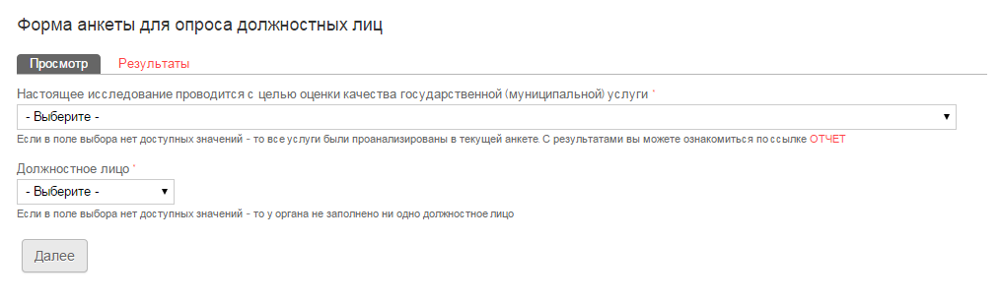 Форма анкеты для опроса должностных лиц
Просмотр Результаты
Настоящее исследование проводится с целью оценки качества государственной (муниципальной) услуги *
- Выберите -
Если в поле выбора нет доступных значений - то все услуги были проанализированы в текущей анкете. С результатами вы можете ознакомиться по ссылке ОТЧЕТ
Должностное лицо *
- Выберите -
Если в поле выбора нет доступных значений - то у органа не заполнено ни одно должностное лицо
Далее